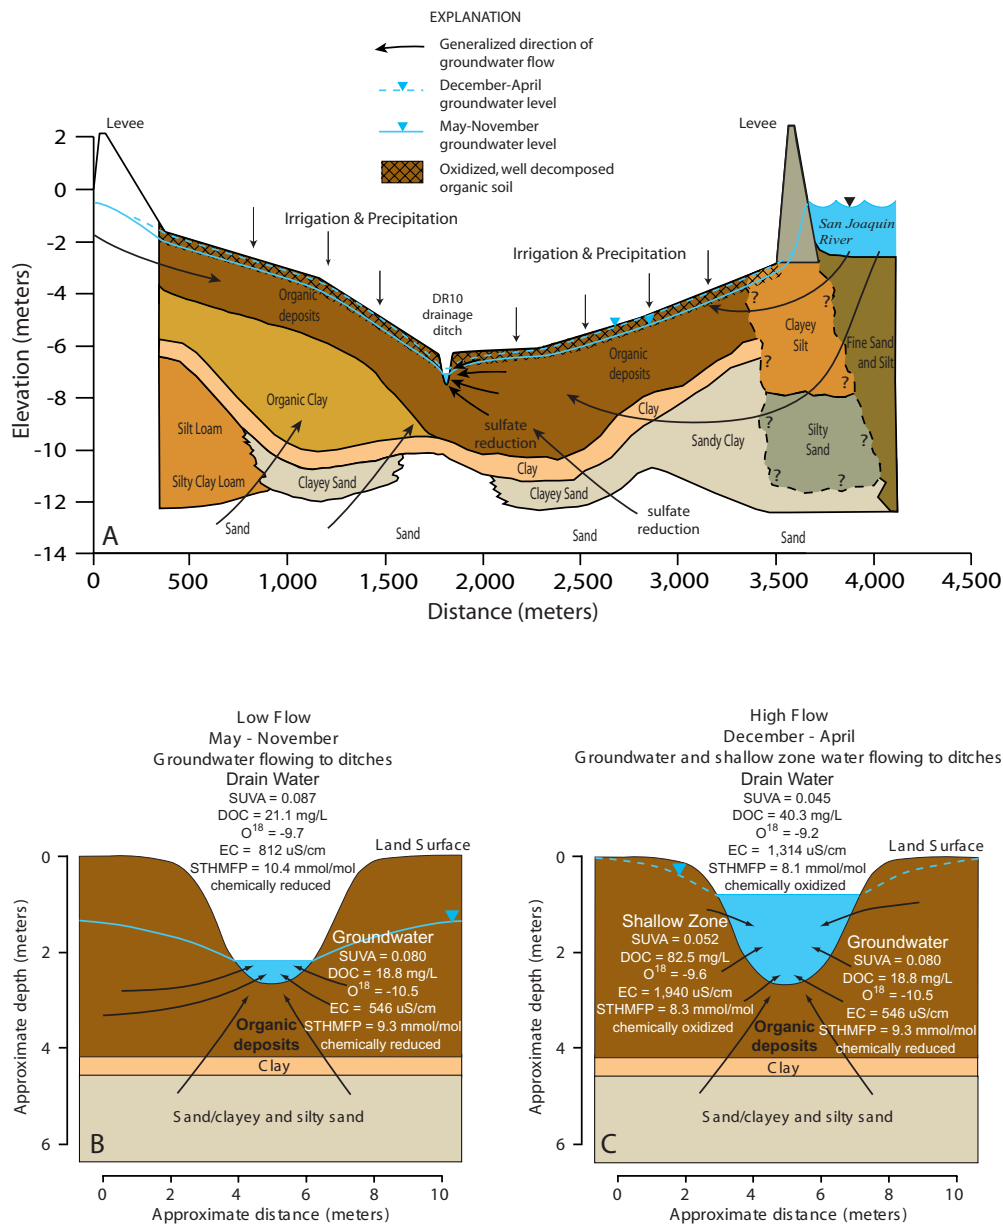 EXPLANATION
Generalized direction of
groundwater flow
December-April
groundwater level
May-November
groundwater level
Oxidized, well decomposed
organic soil
Levee
Levee
Elevation (meters)
2
0
-2
-4
-6
-8
-10
-12
-14
Irrigation & Precipitation
Irrigation & Precipitation
San Joaquin
River
DR10
drainage
ditch
Organic
deposits
Organic
deposits
?
?
?
?
?
?
?
?
Clayey
Silt
Fine Sand
and Silt
Organic Clay
Clay
sulfate
reduction
Silt Loam
Sandy Clay
Silty
Sand
Clay
Silty Clay Loam
Clayey Sand
Clayey Sand
sulfate
reduction
A
Sand
Sand
Sand
Sand
0
500
1,000
1,500
2,000
2,500
3,000
3,500
4,000
4,500
Distance (meters)
Low Flow
May - November
Groundwater flowing to ditches
Drain Water
SUVA = 0.087
DOC = 21.1 mg/L
O18 = -9.7
EC = 812 uS/cm
STHMFP = 10.4 mmol/mol
chemically reduced
Land Surface
Approximate depth (meters)
0
2
4
6
Groundwater
SUVA = 0.080
DOC = 18.8 mg/L
O18 = -10.5
EC = 546 uS/cm
STHMFP = 9.3 mmol/mol
chemically reduced
Organic
deposits
Clay
Sand/clayey and silty sand
B
0
2
4
6
8
10
Approximate distance (meters)
High Flow
December - April
Groundwater and shallow zone water flowing to ditches
Drain Water
SUVA = 0.045
DOC = 40.3 mg/L
O18 = -9.2
EC = 1,314 uS/cm
STHMFP = 8.1 mmol/mol
chemically oxidized
Land Surface
Approximate depth (meters)
0
2
4
6
Shallow Zone
SUVA = 0.052
DOC = 82.5 mg/L
O18 = -9.6
EC = 1,940 uS/cm
STHMFP = 8.3 mmol/mol
chemically oxidized
Groundwater
SUVA = 0.080
DOC = 18.8 mg/L
O18 = -10.5
EC = 546 uS/cm
STHMFP = 9.3 mmol/mol
chemically reduced
Organic
deposits
Clay
Sand/clayey and silty sand
C
0
2
4
6
8
10
Approximate distance (meters)